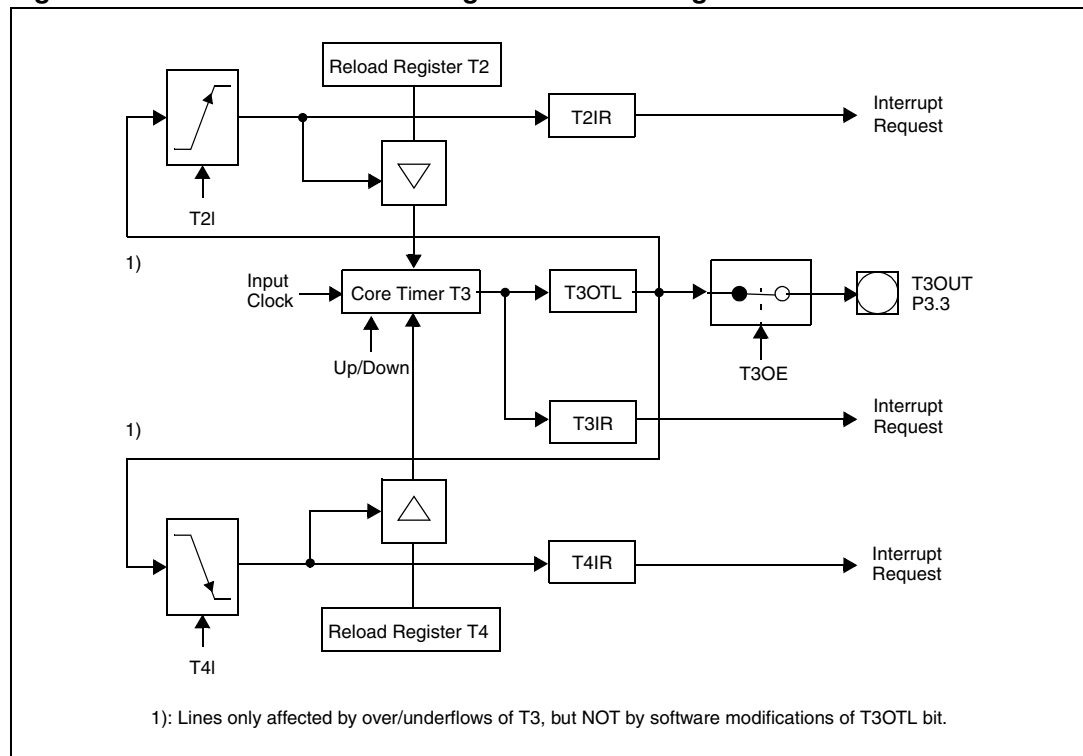 Reload Register T2
T2IR
Interrupt
Request
T2I
1)
Input
Clock
Core Timer T3
T3OTL
T3OUT
P3.3
Up/Down
T3OE
1)
T3IR
Interrupt
Request
T4IR
Interrupt
Request
Reload Register T4
T4I
1): Lines only affected by over/underflows of T3, but NOT by software modifications of T3OTL bit.